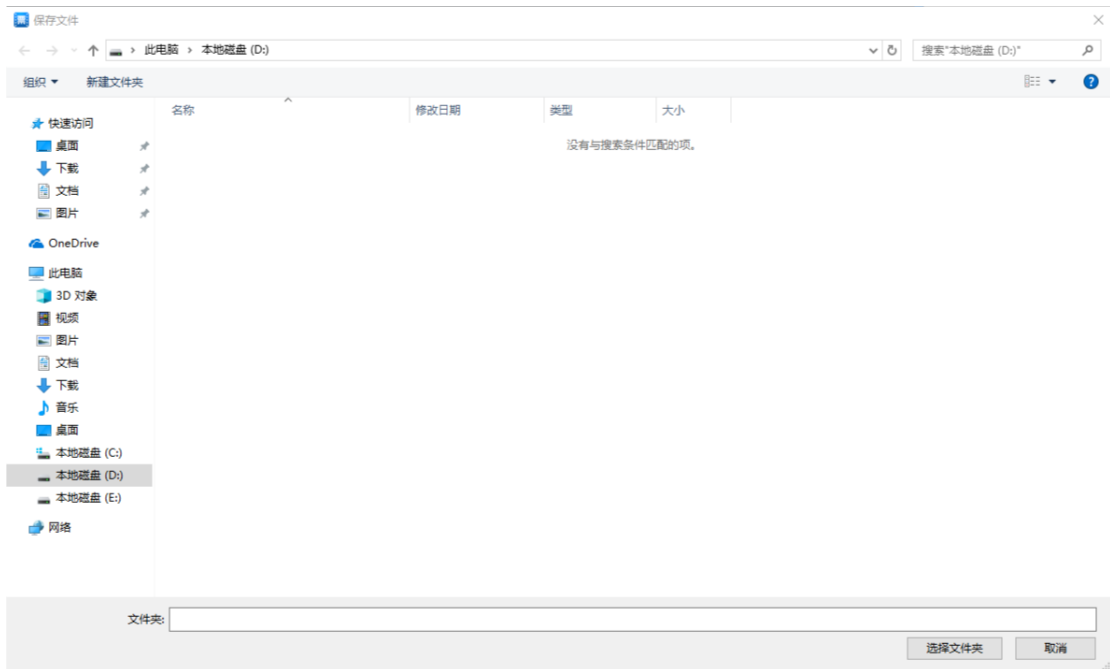 保存文件
此电脑 › 本地磁盘 (D:)
搜索"本地磁盘 (D:)"
组织 新建文件夹
名称 修改日期 类型 大小
没有与搜索条件匹配的项。
快速访问
桌面
下载
文档
图片
OneDrive
此电脑
3D 对象
视频
图片
文档
下载
音乐
桌面
本地磁盘 (C:)
本地磁盘 (D:)
本地磁盘 (E:)
网络
文件夹:
选择文件夹 取消